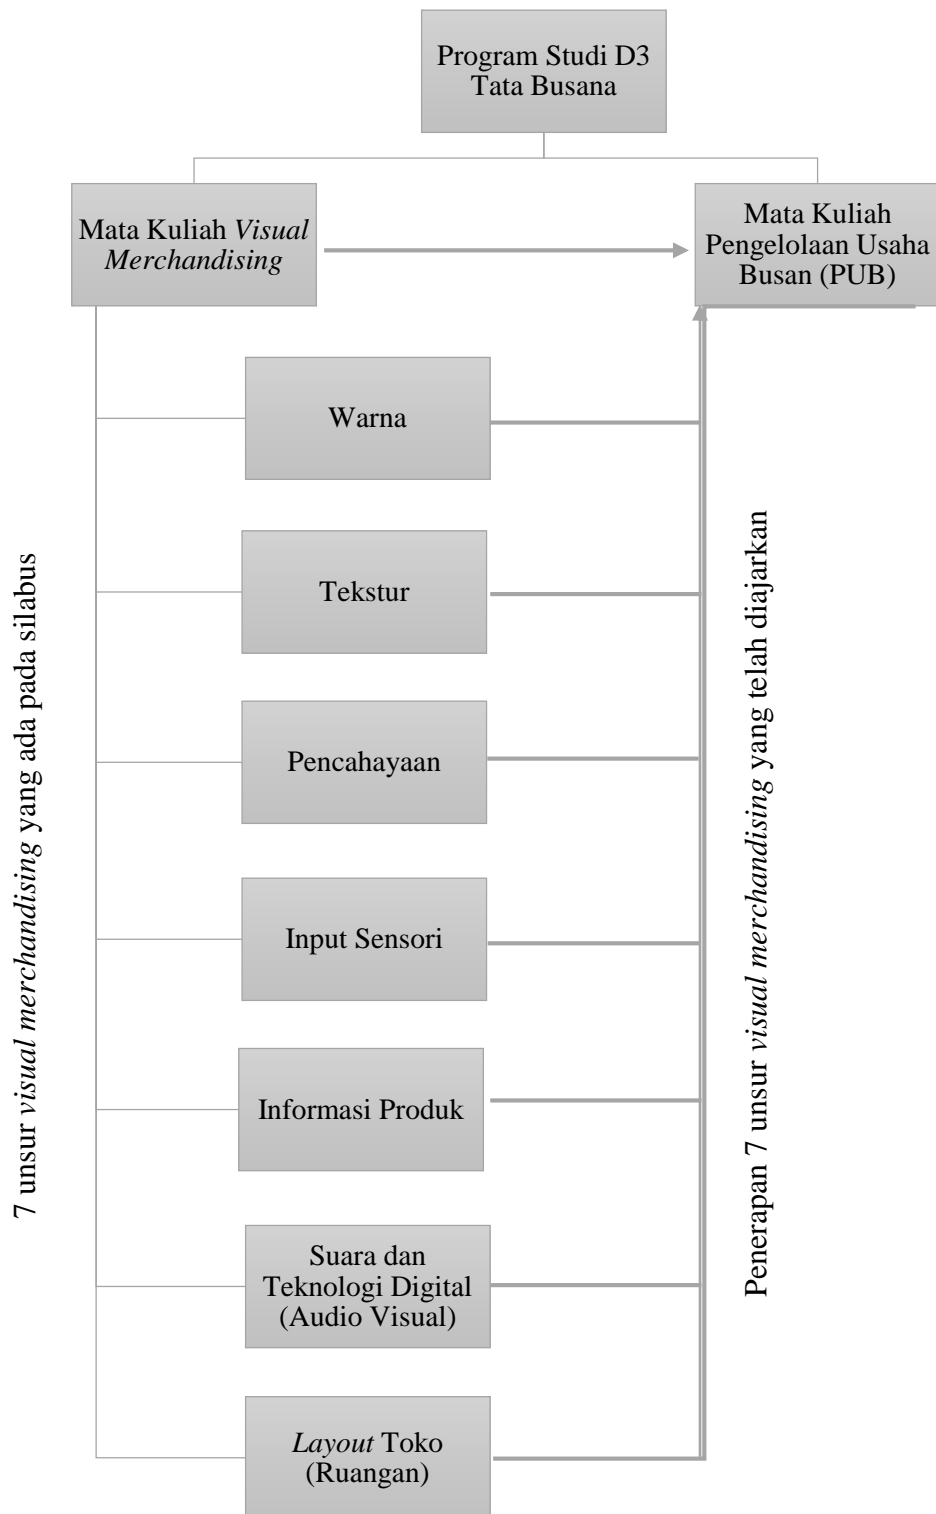 Program Studi D3
Tata Busana
Mata Kuliah Visual
Merchandising
Mata Kuliah
Pengelolaan Usaha
Busan (PUB)
7 unsur visual merchandising yang ada pada silabus
Warna
Tekstur
Pencahayaan
Input Sensori
Informasi Produk
Suara dan
Teknologi Digital
(Audio Visual)
Layout Toko
(Ruangan)
Penerapan 7 unsur visual merchandising yang telah diajarkan